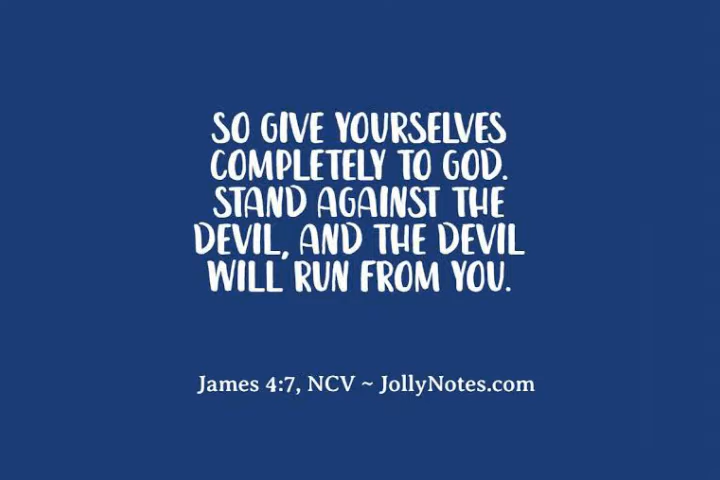 SO GIVE YOURSELVES
COMPLETELY TO GOD.
STAND AGAINST THE
DEVIL, AND THE DEVIL
WILL RUN FROM YOU.
James 4:7, NCV ~ JollyNotes.com